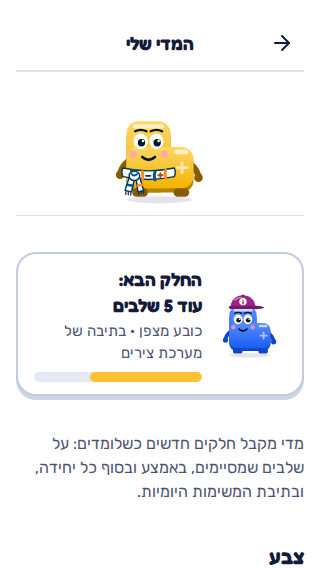 המדי שלי
החלק הבא:
עוד 5 שלבים
כובע מצפן • בתיבה של
מערכת צירים
מדי מקבל חלקים חדשים כשלומדים: על
שלבים שמסיימים, באמצע ובסוף כל יחידה,
ובתיבת המשימות היומיות.
צבע